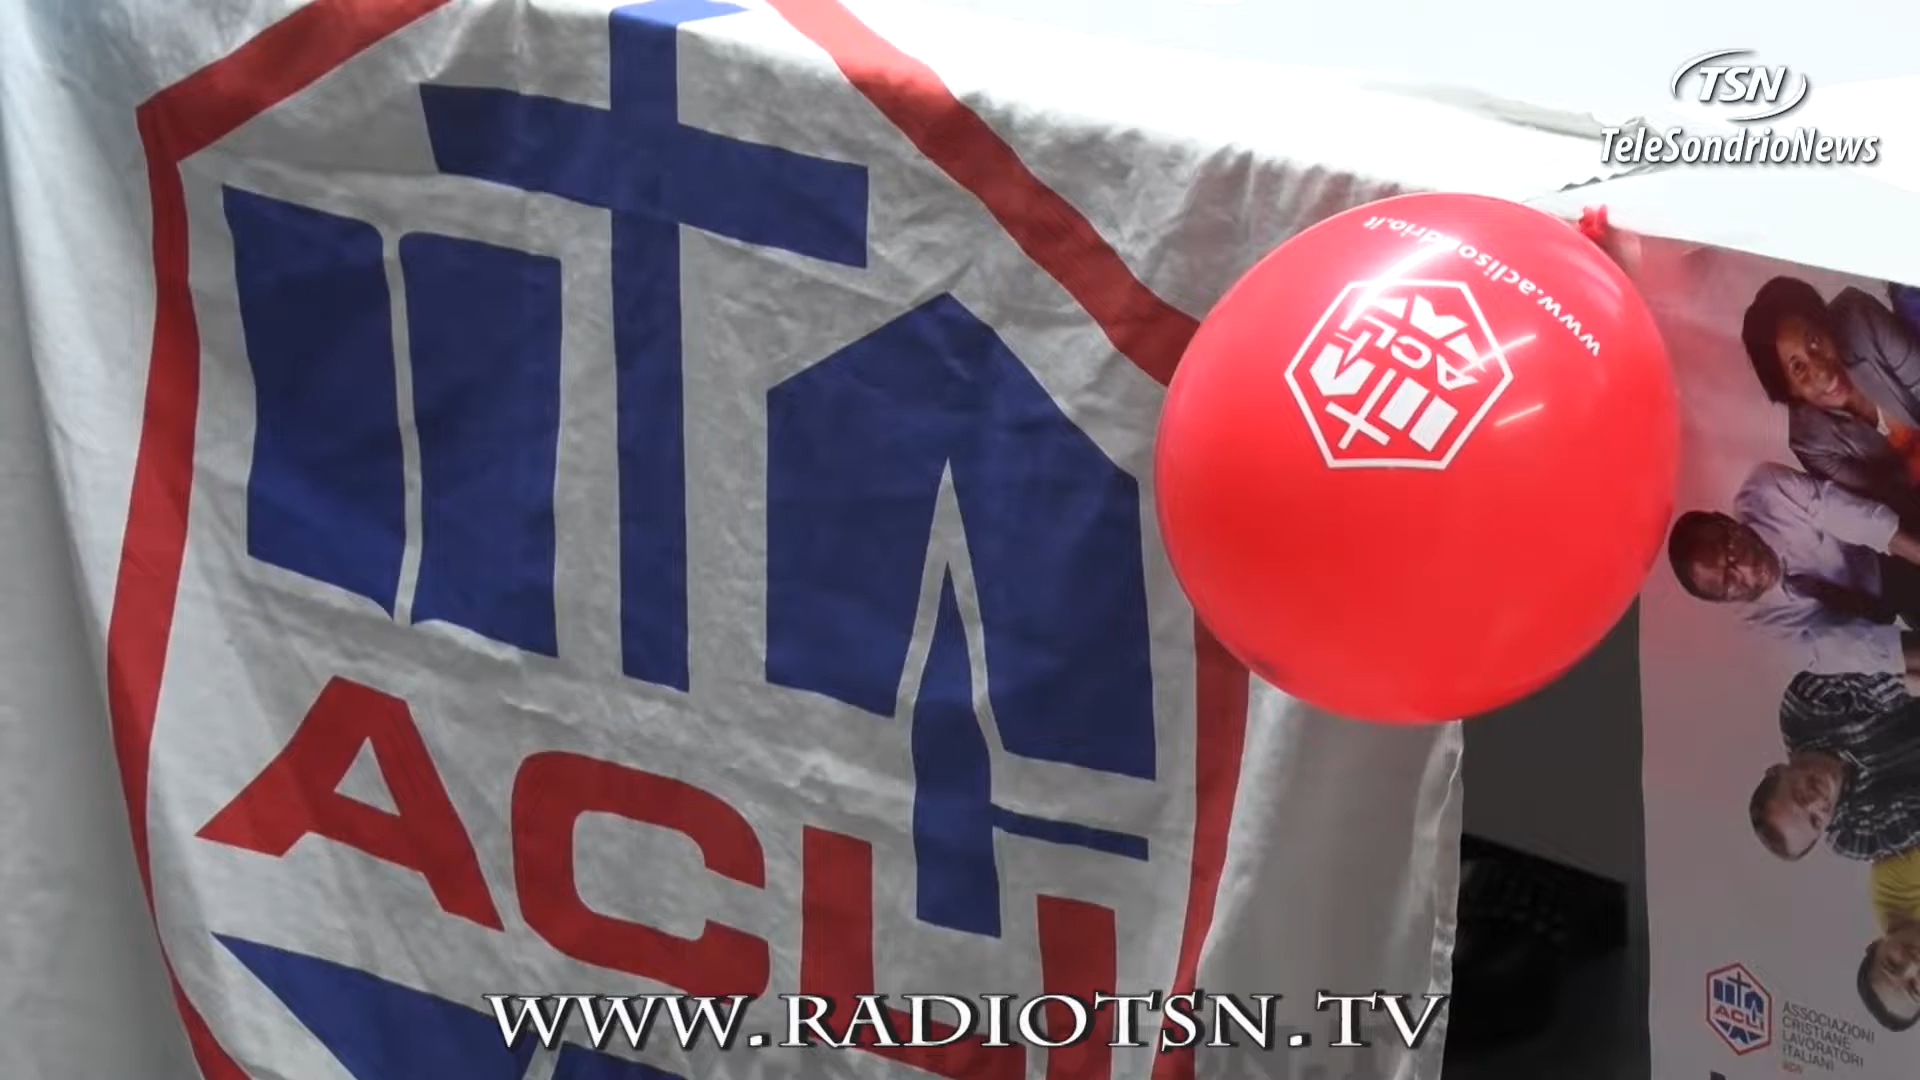 TSN
TeleSondrioNews
www.aclisondrio.it
ACLI
ACLI
ACLI
ASSOCIAZIONI
CRISTIANE
LAVORATORI
ITALIANI
WWW.RADIOTSN.TV